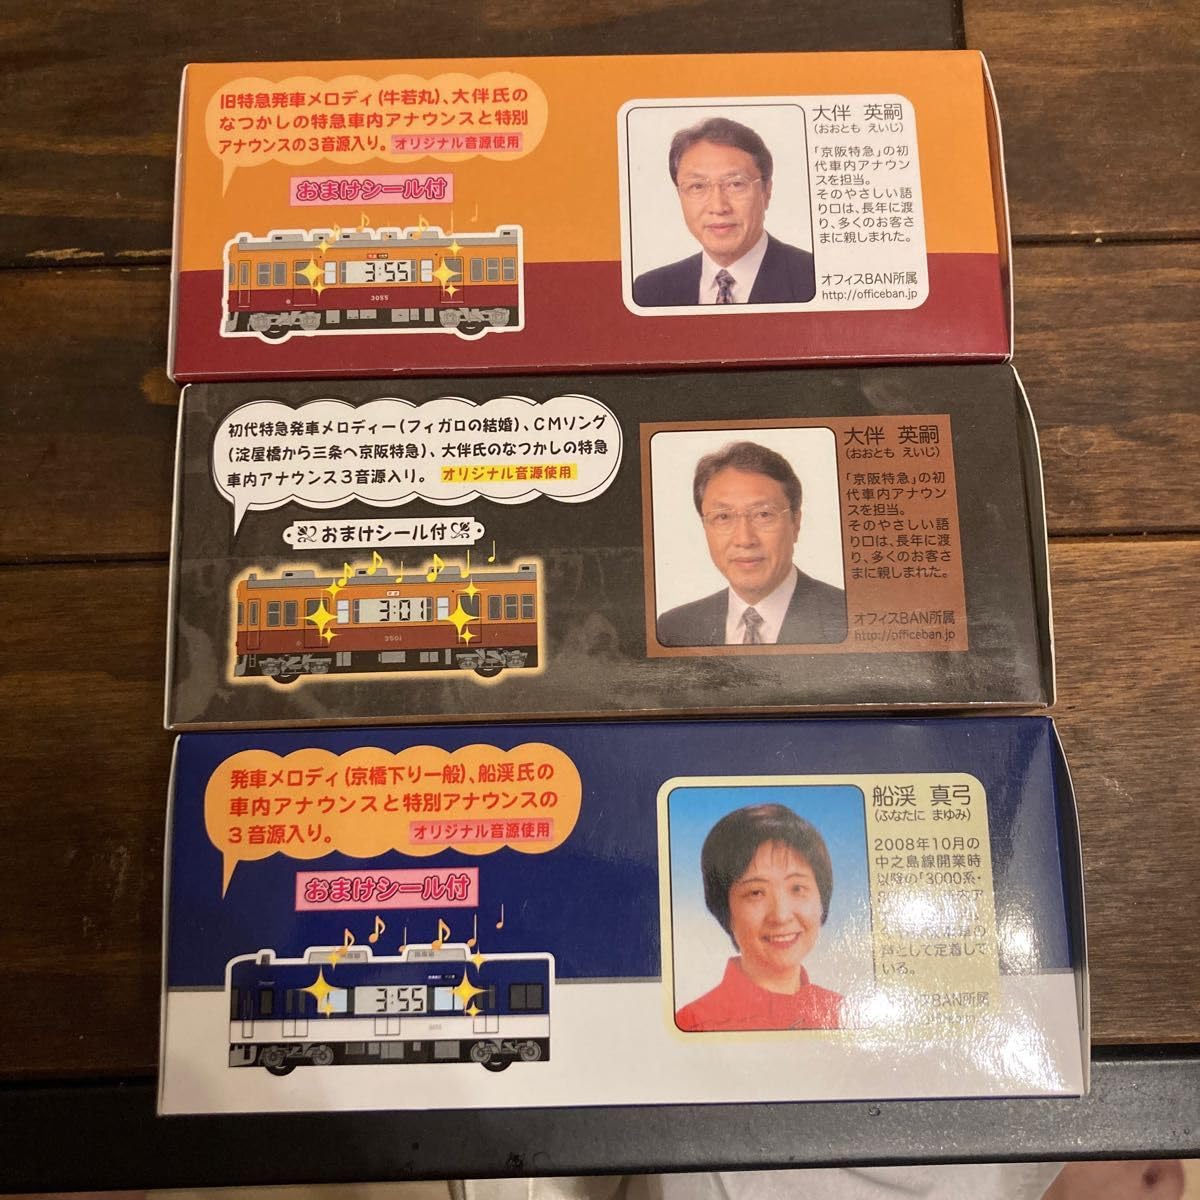 旧特急発車メロディ(牛若丸)、大伴氏の
なつかしの特急車内アナウンスと特別
アナウンスの3音源入り。オリジナル音源使用
おまけシール付
3:55
3055
大伴 英嗣
(おおとも えいじ)
「京阪特急」の初
代車内アナウン
スを担当。
そのやさしい語
り口は、長年に渡
り、多くのお客さ
まに親しまれた。
オフィスBAN所属
http://officeban.jp
初代特急発車メロディー(フィガロの結婚)、CMソング
(淀屋橋から三条へ京阪特急)、大伴氏のなつかしの特急
車内アナウンス3音源入り。 オリジナル音源使用
おまけシール付
3:01
3501
大伴 英嗣
(おおとも えいじ)
「京阪特急」の初
代車内アナウン
スを担当。
そのやさしい語
り口は、長年に渡
り、多くのお客さ
まに親しまれた。
オフィスBAN所属
http://officeban.jp
発車メロディ(京橋下り一般)、船渓氏の
車内アナウンスと特別アナウンスの
3音源入り。 オリジナル音源使用
おまけシール付
3:55
船渓 真弓
(ふなたに まゆみ)
2008年10月の
中之島線開業時
以降の「3000系・
声として定着して
いる。
オフィスBAN所属